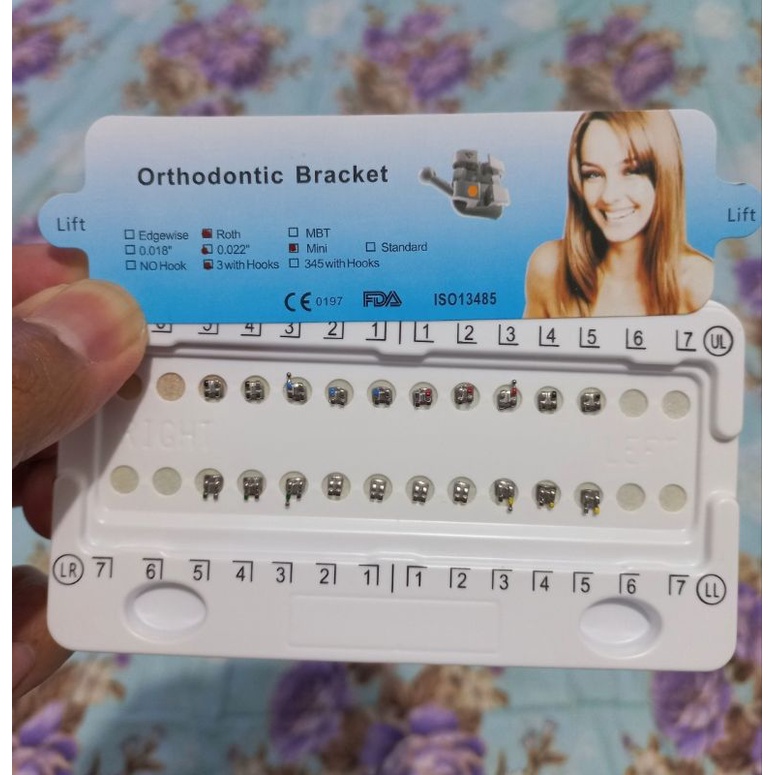 Orthodontic Bracket
Lift
Lift
Edgewise Roth MBT
0.018" 0.022" Mini Standard
NO Hook 3 with Hooks 345 with Hooks
CE 0197 FDA ISO13485
5 4 3 2 1 1 2 3 4 5 6 7 UL
RIGHT LEFT
LR 7 6 5 4 3 2 1 1 2 3 4 5 6 7 LL